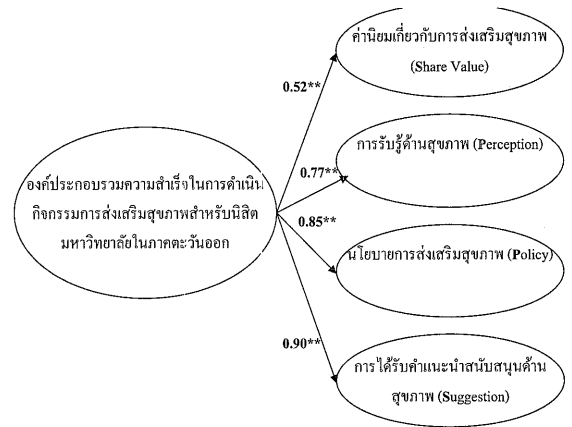 ค่านิยมเกี่ยวกับการส่งเสริมสุขภาพ
(Share Value)
0.52**
การรับรู้ด้านสุขภาพ (Perception)
0.77**
องค์ประกอบรวมความสำเร็จในการดำเนิน
กิจกรรมการส่งเสริมสุขภาพสำหรับนิสิต
มหาวิทยาลัยในภาคตะวันออก
0.85**
นโยบายการส่งเสริมสุขภาพ (Policy)
0.90**
การได้รับคำแนะนำสนับสนุนด้าน
สุขภาพ (Suggestion)